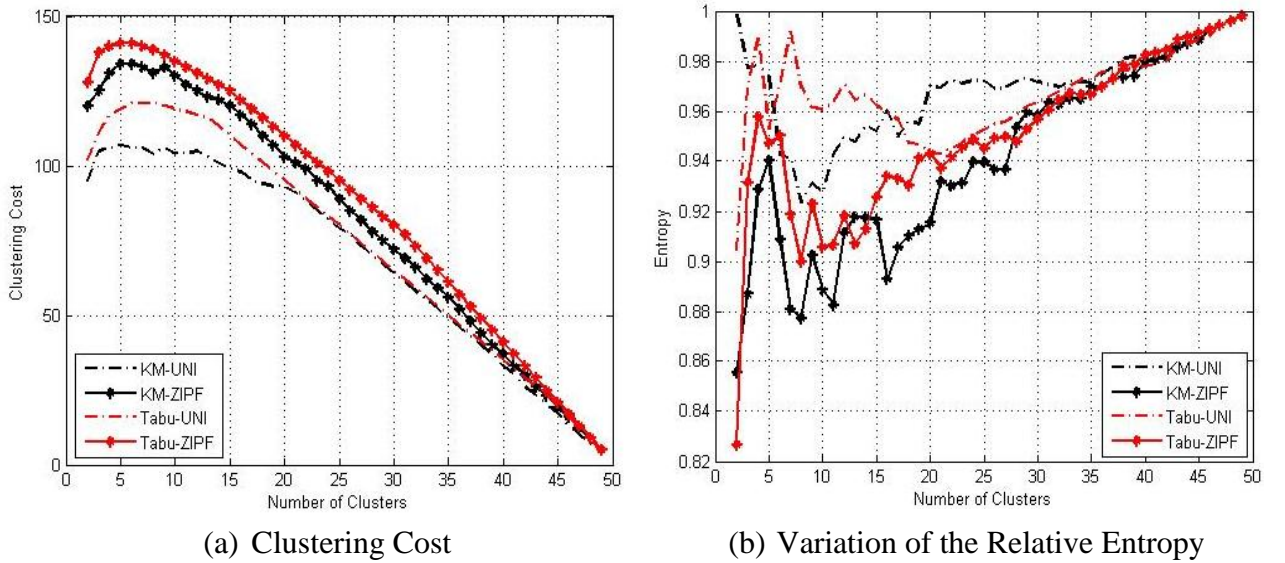 150
100
50
0
Clustering Cost
KM-UNI
KM-ZIPF
Tabu-UNI
Tabu-ZIPF
0 5 10 15 20 25 30 35 40 45 50
Number of Clusters
(a) Clustering Cost
1
0.98
0.96
0.94
0.92
0.9
0.88
0.86
0.84
0.82
Entropy
KM-UNI
KM-ZIPF
Tabu-UNI
Tabu-ZIPF
0 5 10 15 20 25 30 35 40 45 50
Number of Clusters
(b) Variation of the Relative Entropy